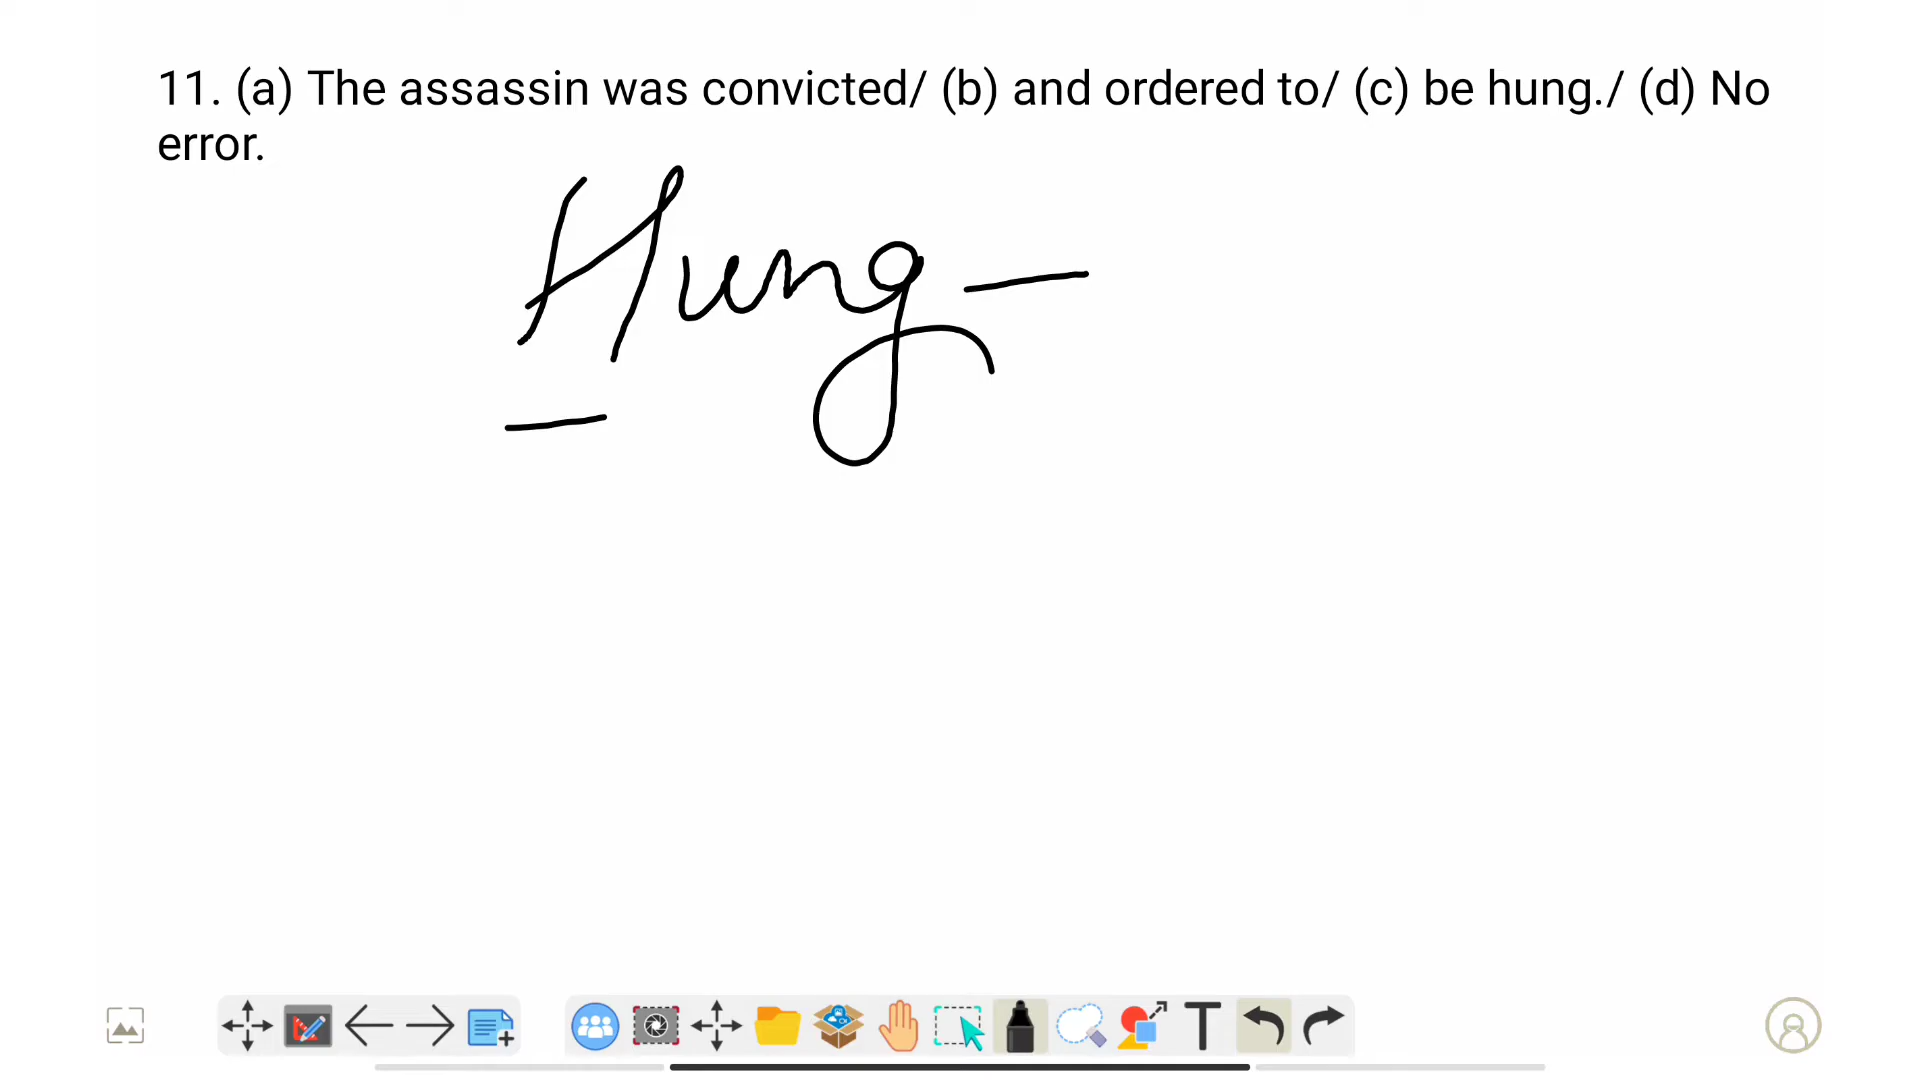 11. (a) The assassin was convicted/ (b) and ordered to/ (c) be hung./ (d) No
error.
Hung -
-